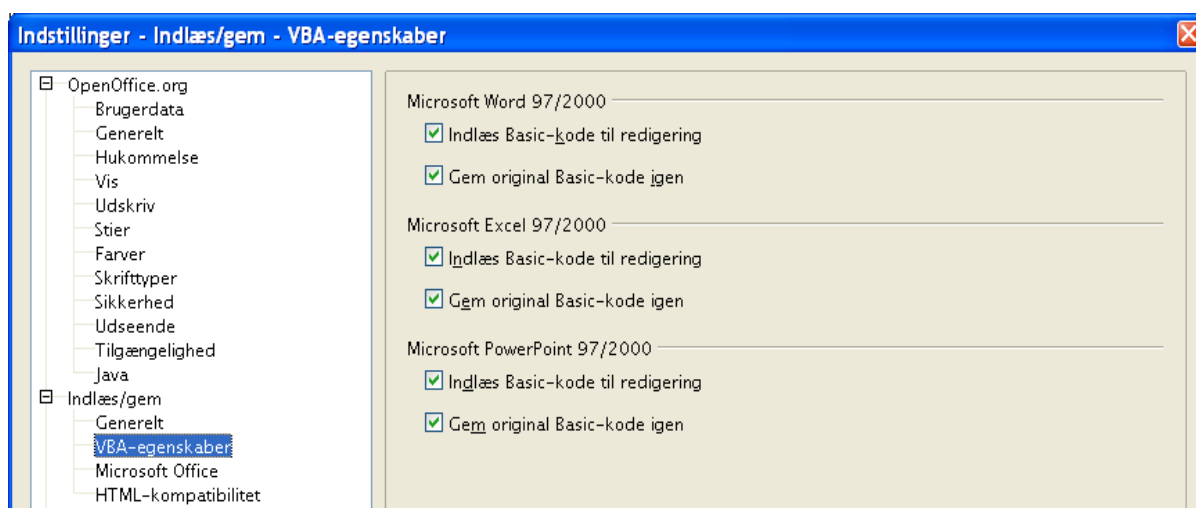 Indstillinger - Indlæs/gem - VBA-egenskaber
OpenOffice.org
Brugerdata
Generelt
Hukommelse
Vis
Udskriv
Stier
Farver
Skrifttyper
Sikkerhed
Udseende
Tilgængelighed
Java
Indlæs/gem
Generelt
VBA-egenskaber
Microsoft Office
HTML-kompatibilitet
Microsoft Word 97/2000
Indlæs Basic-kode til redigering
Gem original Basic-kode igen
Microsoft Excel 97/2000
Indlæs Basic-kode til redigering
Gem original Basic-kode igen
Microsoft PowerPoint 97/2000
Indlæs Basic-kode til redigering
Gem original Basic-kode igen